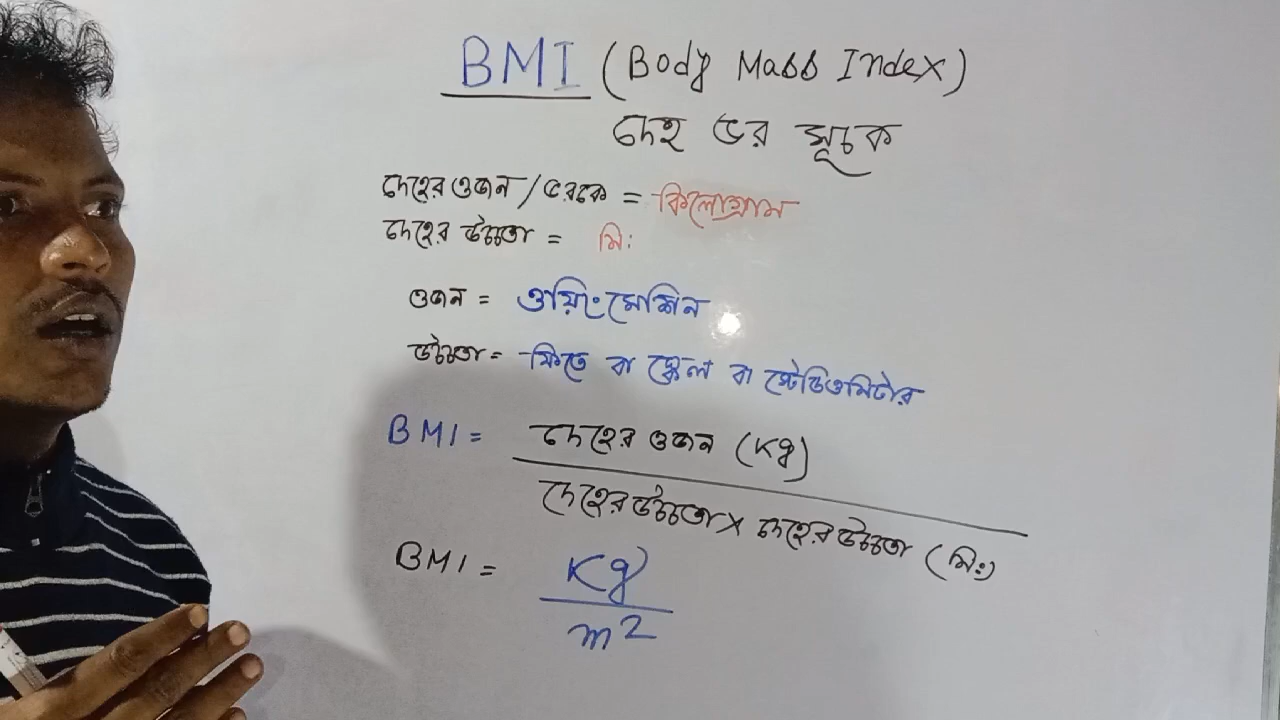 BMI (Body Mass Index)
দেহ ভর সূচক
দেহের ওজন / ভরকে = কিলোগ্রাম
দেহের উচ্চতা = মি:
ওজন = ওয়িং মেশিন
উচ্চতা = ফিতে বা স্কেল বা স্টেডিওমিটার
BMI = দেহের ওজন (Kg)
দেহের উচ্চতা x দেহের উচ্চতা (মি:)
BMI = Kg
m²